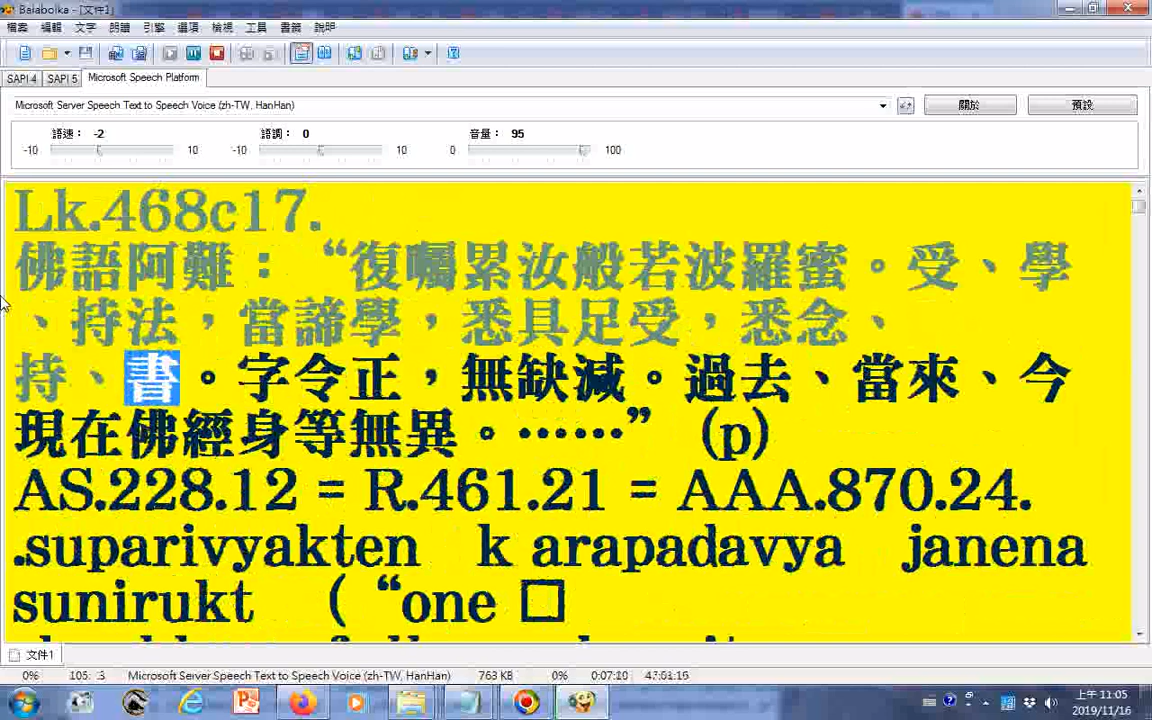 Balabolka - [文件1]
檔案 編輯 文字 朗讀 引擎 選項 檢視 工具 書籤 說明
SAPI 4 SAPI 5 Microsoft Speech Platform
Microsoft Server Speech Text to Speech Voice (zh-TW, HanHan) 關於 預設
語速： -2 語調： 0 音量： 95
-10 10 -10 10 0 100
Lk.468c17.
佛語阿難：“復囑累汝般若波羅蜜。受、學
、持法，當諦學，悉具足受，悉念、
持、書。字令正，無缺減。過去、當來、今
現在佛經身等無異。……” (p)
AS.228.12 = R.461.21 = AAA.870.24.
.suparivyakten k arapadavya janena
sunirukt ( “one □
文件1
0% 105: 3 Microsoft Server Speech Text to Speech Voice (zh-TW, HanHan) 763 KB 0% 0:07:20
上午 11:05
2019/11/16